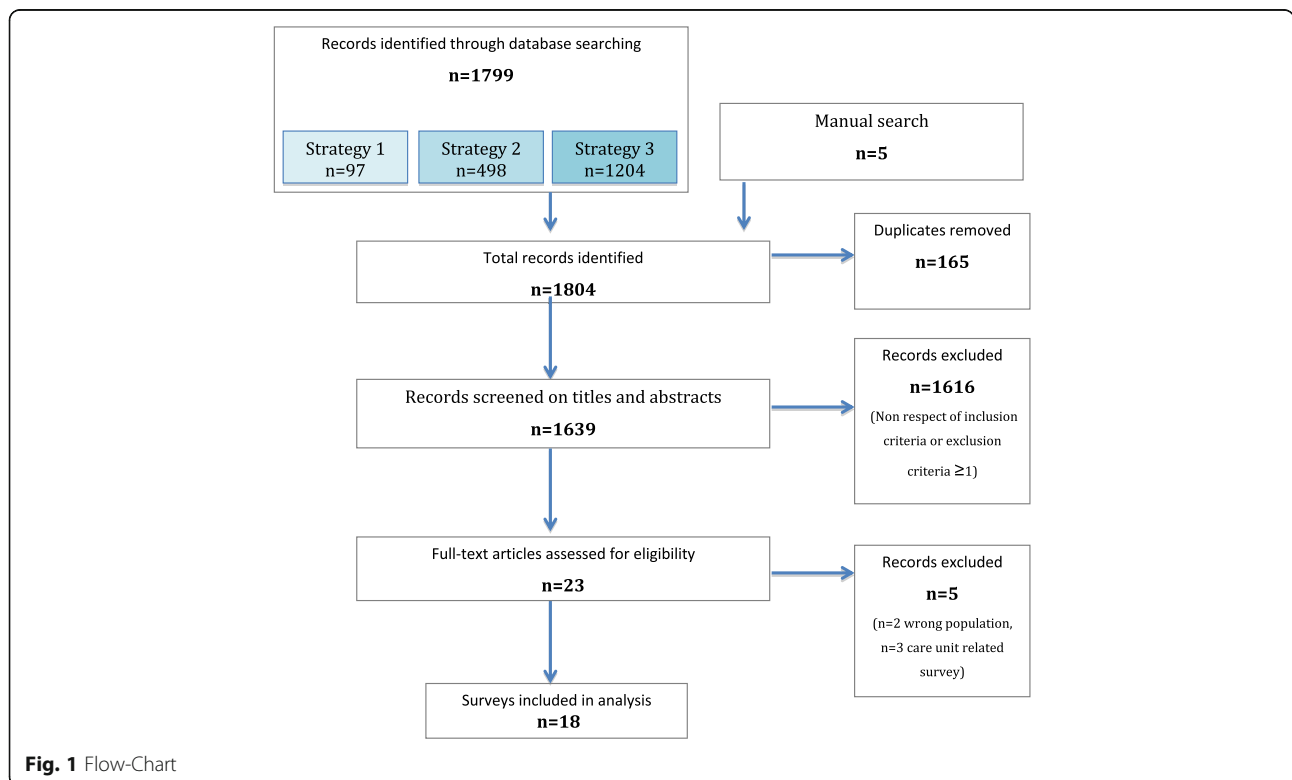 Records identified through database searching
n=1799
Strategy 1
n=97
Strategy 2
n=498
Strategy 3
n=1204
Manual search
n=5
Total records identified
n=1804
Duplicates removed
n=165
Records screened on titles and abstracts
n=1639
Records excluded
n=1616
(Non respect of inclusion
criteria or exclusion
criteria ≥1)
Full-text articles assessed for eligibility
n=23
Records excluded
n=5
(n=2 wrong population,
n=3 care unit related
survey)
Surveys included in analysis
n=18
Fig. 1 Flow-Chart